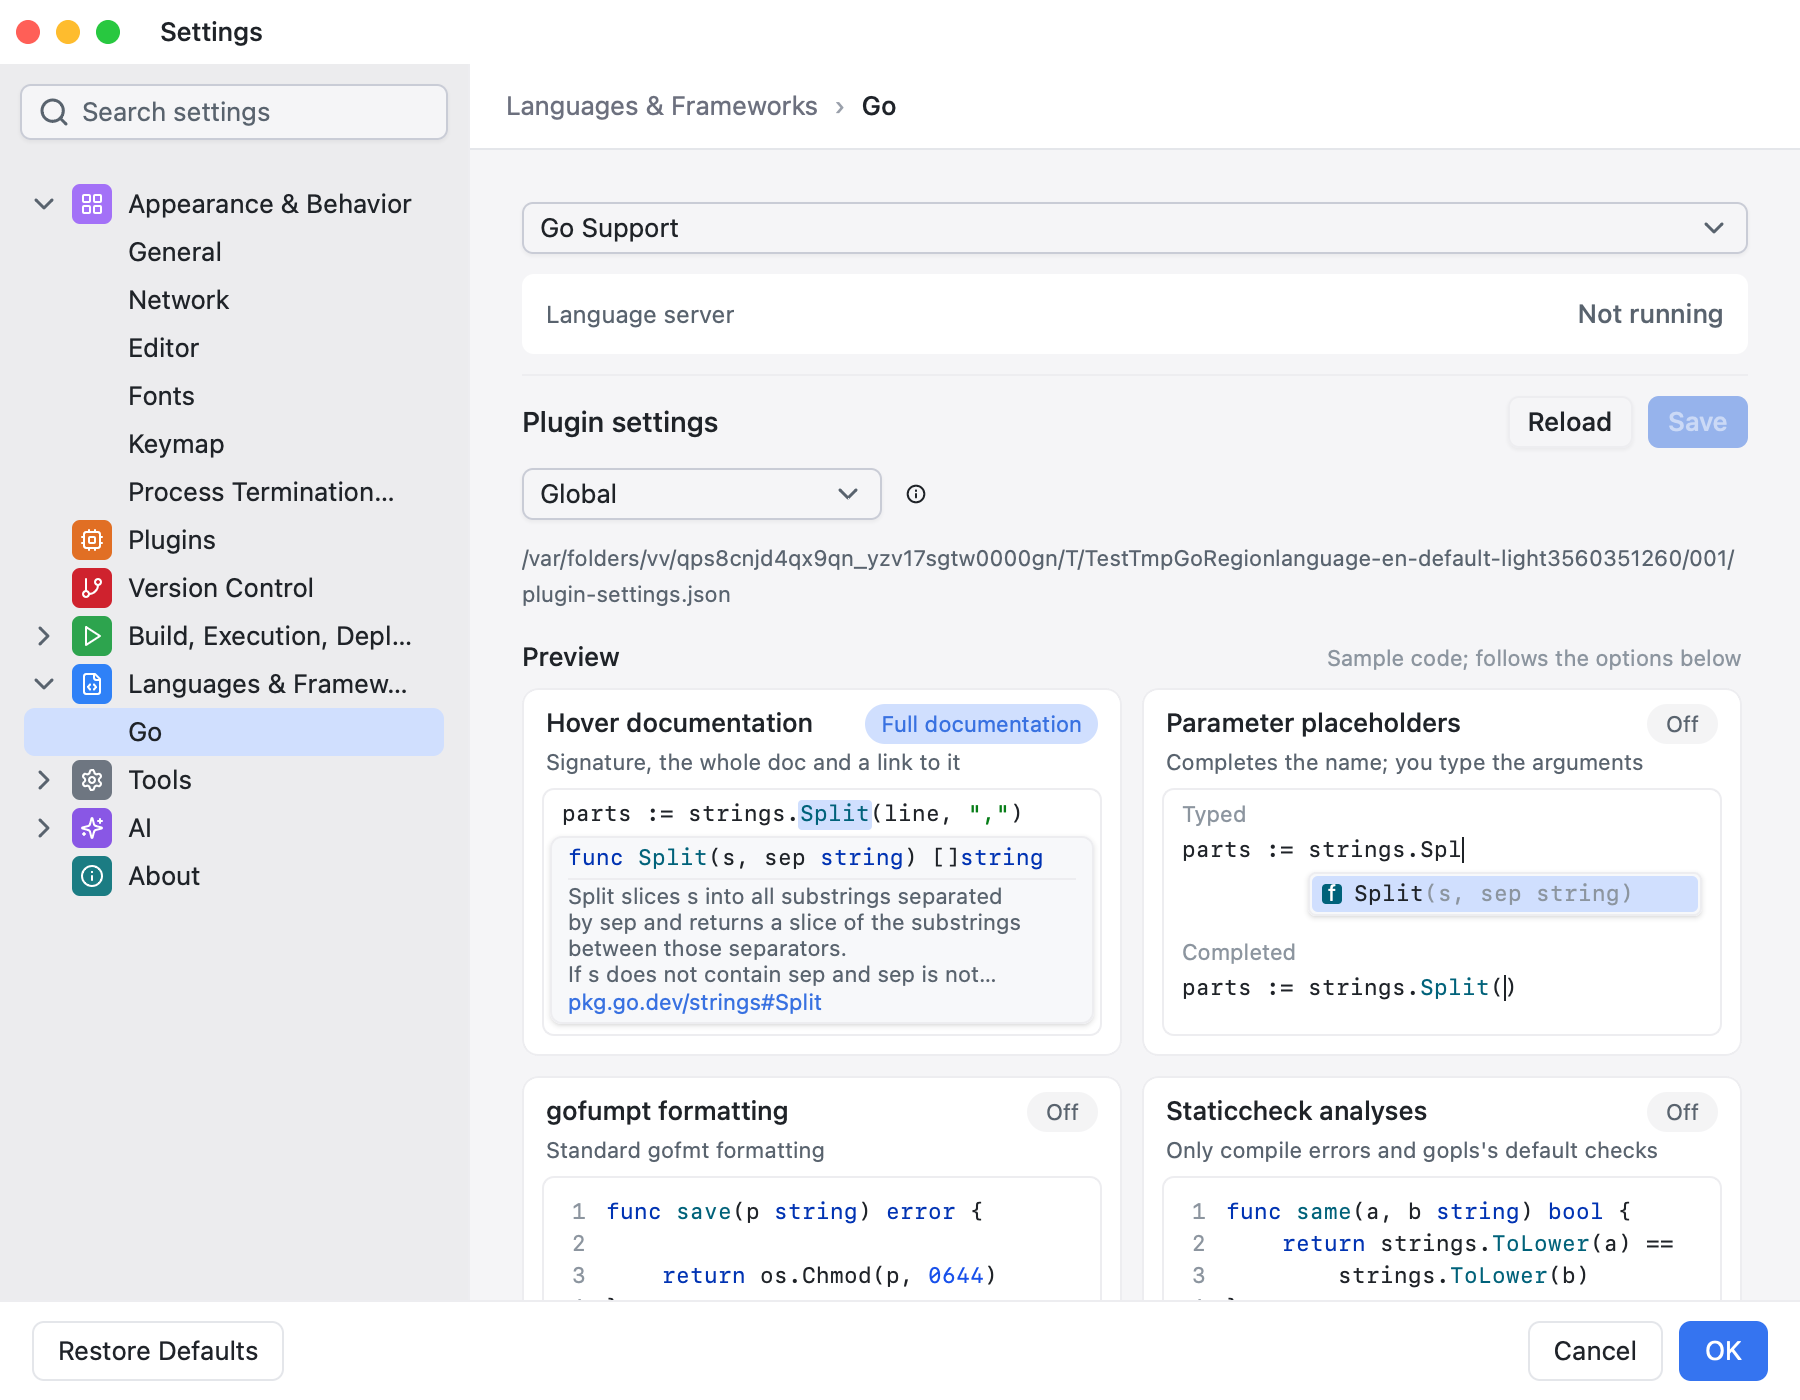 Settings
Search settings
Appearance & Behavior
General
Network
Editor
Fonts
Keymap
Process Termination...
Plugins
Version Control
Build, Execution, Depl...
Languages & Framew...
Go
Tools
AI
About
Languages & Frameworks › Go
Go Support
Language server
Not running
Plugin settings
Reload
Save
Global
/var/folders/vv/qps8cnjd4qx9qn_yzv17sgtw0000gn/T/TestTmpGoRegionlanguage-en-default-light3560351260/001/
plugin-settings.json
Preview
Sample code; follows the options below
Hover documentation
Full documentation
Signature, the whole doc and a link to it
parts := strings.Split(line, ",")
func Split(s, sep string) []string
Split slices s into all substrings separated
by sep and returns a slice of the substrings
between those separators.
If s does not contain sep and sep is not...
pkg.go.dev/strings#Split
Parameter placeholders
Off
Completes the name; you type the arguments
Typed
parts := strings.Spl
f Split(s, sep string)
Completed
parts := strings.Split()
gofumpt formatting
Off
Standard gofmt formatting
1 func save(p string) error {
2
3 return os.Chmod(p, 0644)
Staticcheck analyses
Off
Only compile errors and gopls's default checks
1 func same(a, b string) bool {
2 return strings.ToLower(a) ==
3 strings.ToLower(b)
Restore Defaults
Cancel
OK